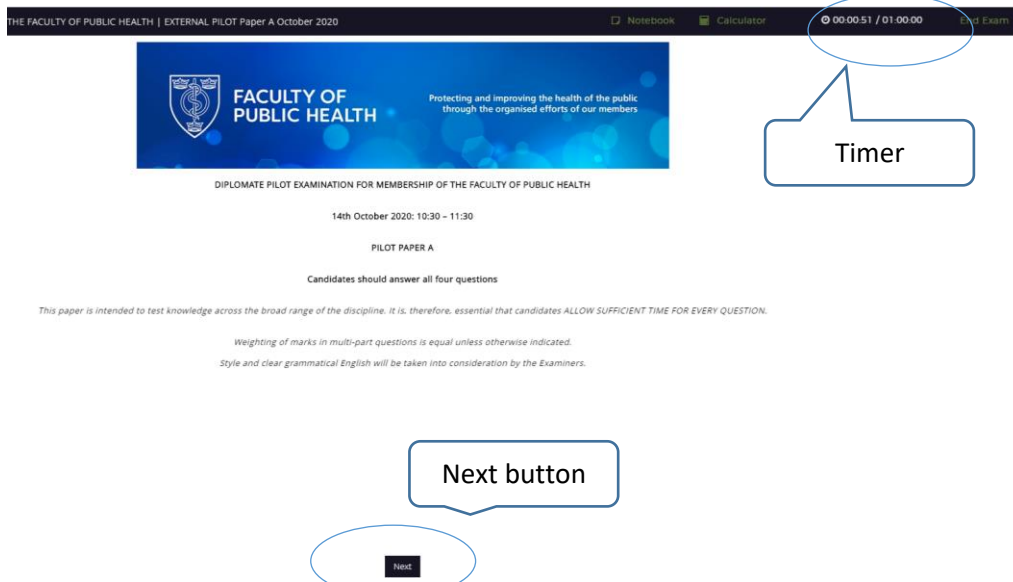 THE FACULTY OF PUBLIC HEALTH | EXTERNAL PILOT Paper A October 2020 Notebook Calculator 00:00:51 / 01:00:00 End Exam
FACULTY OF
PUBLIC HEALTH
Protecting and improving the health of the public
through the organised efforts of our members
Timer
DIPLOMATE PILOT EXAMINATION FOR MEMBERSHIP OF THE FACULTY OF PUBLIC HEALTH
14th October 2020: 10:30 – 11:30
PILOT PAPER A
Candidates should answer all four questions
This paper is intended to test knowledge across the broad range of the discipline. It is, therefore, essential that candidates ALLOW SUFFICIENT TIME FOR EVERY QUESTION.
Weighting of marks in multi-part questions is equal unless otherwise indicated.
Style and clear grammatical English will be taken into consideration by the Examiners.
Next button
Next